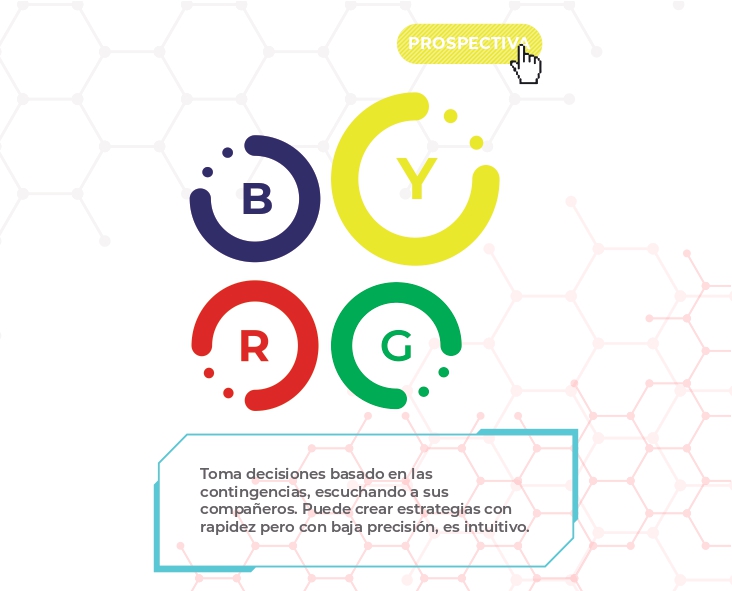 PROSPECTIVA
B
Y
R
G
Toma decisiones basado en las
contingencias, escuchando a sus
compañeros. Puede crear estrategias con
rapidez pero con baja precisión, es intuitivo.